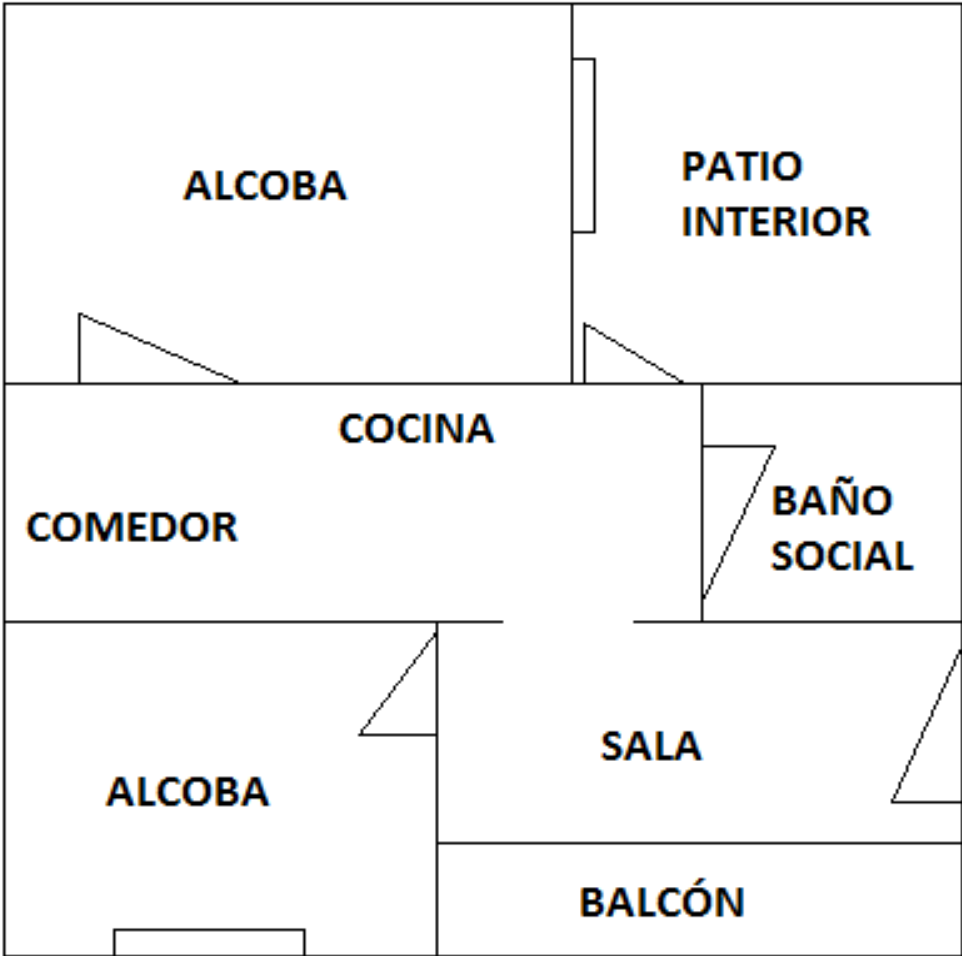 ALCOBA
PATIO
INTERIOR
COCINA
COMEDOR
BAÑO
SOCIAL
SALA
ALCOBA
BALCÓN